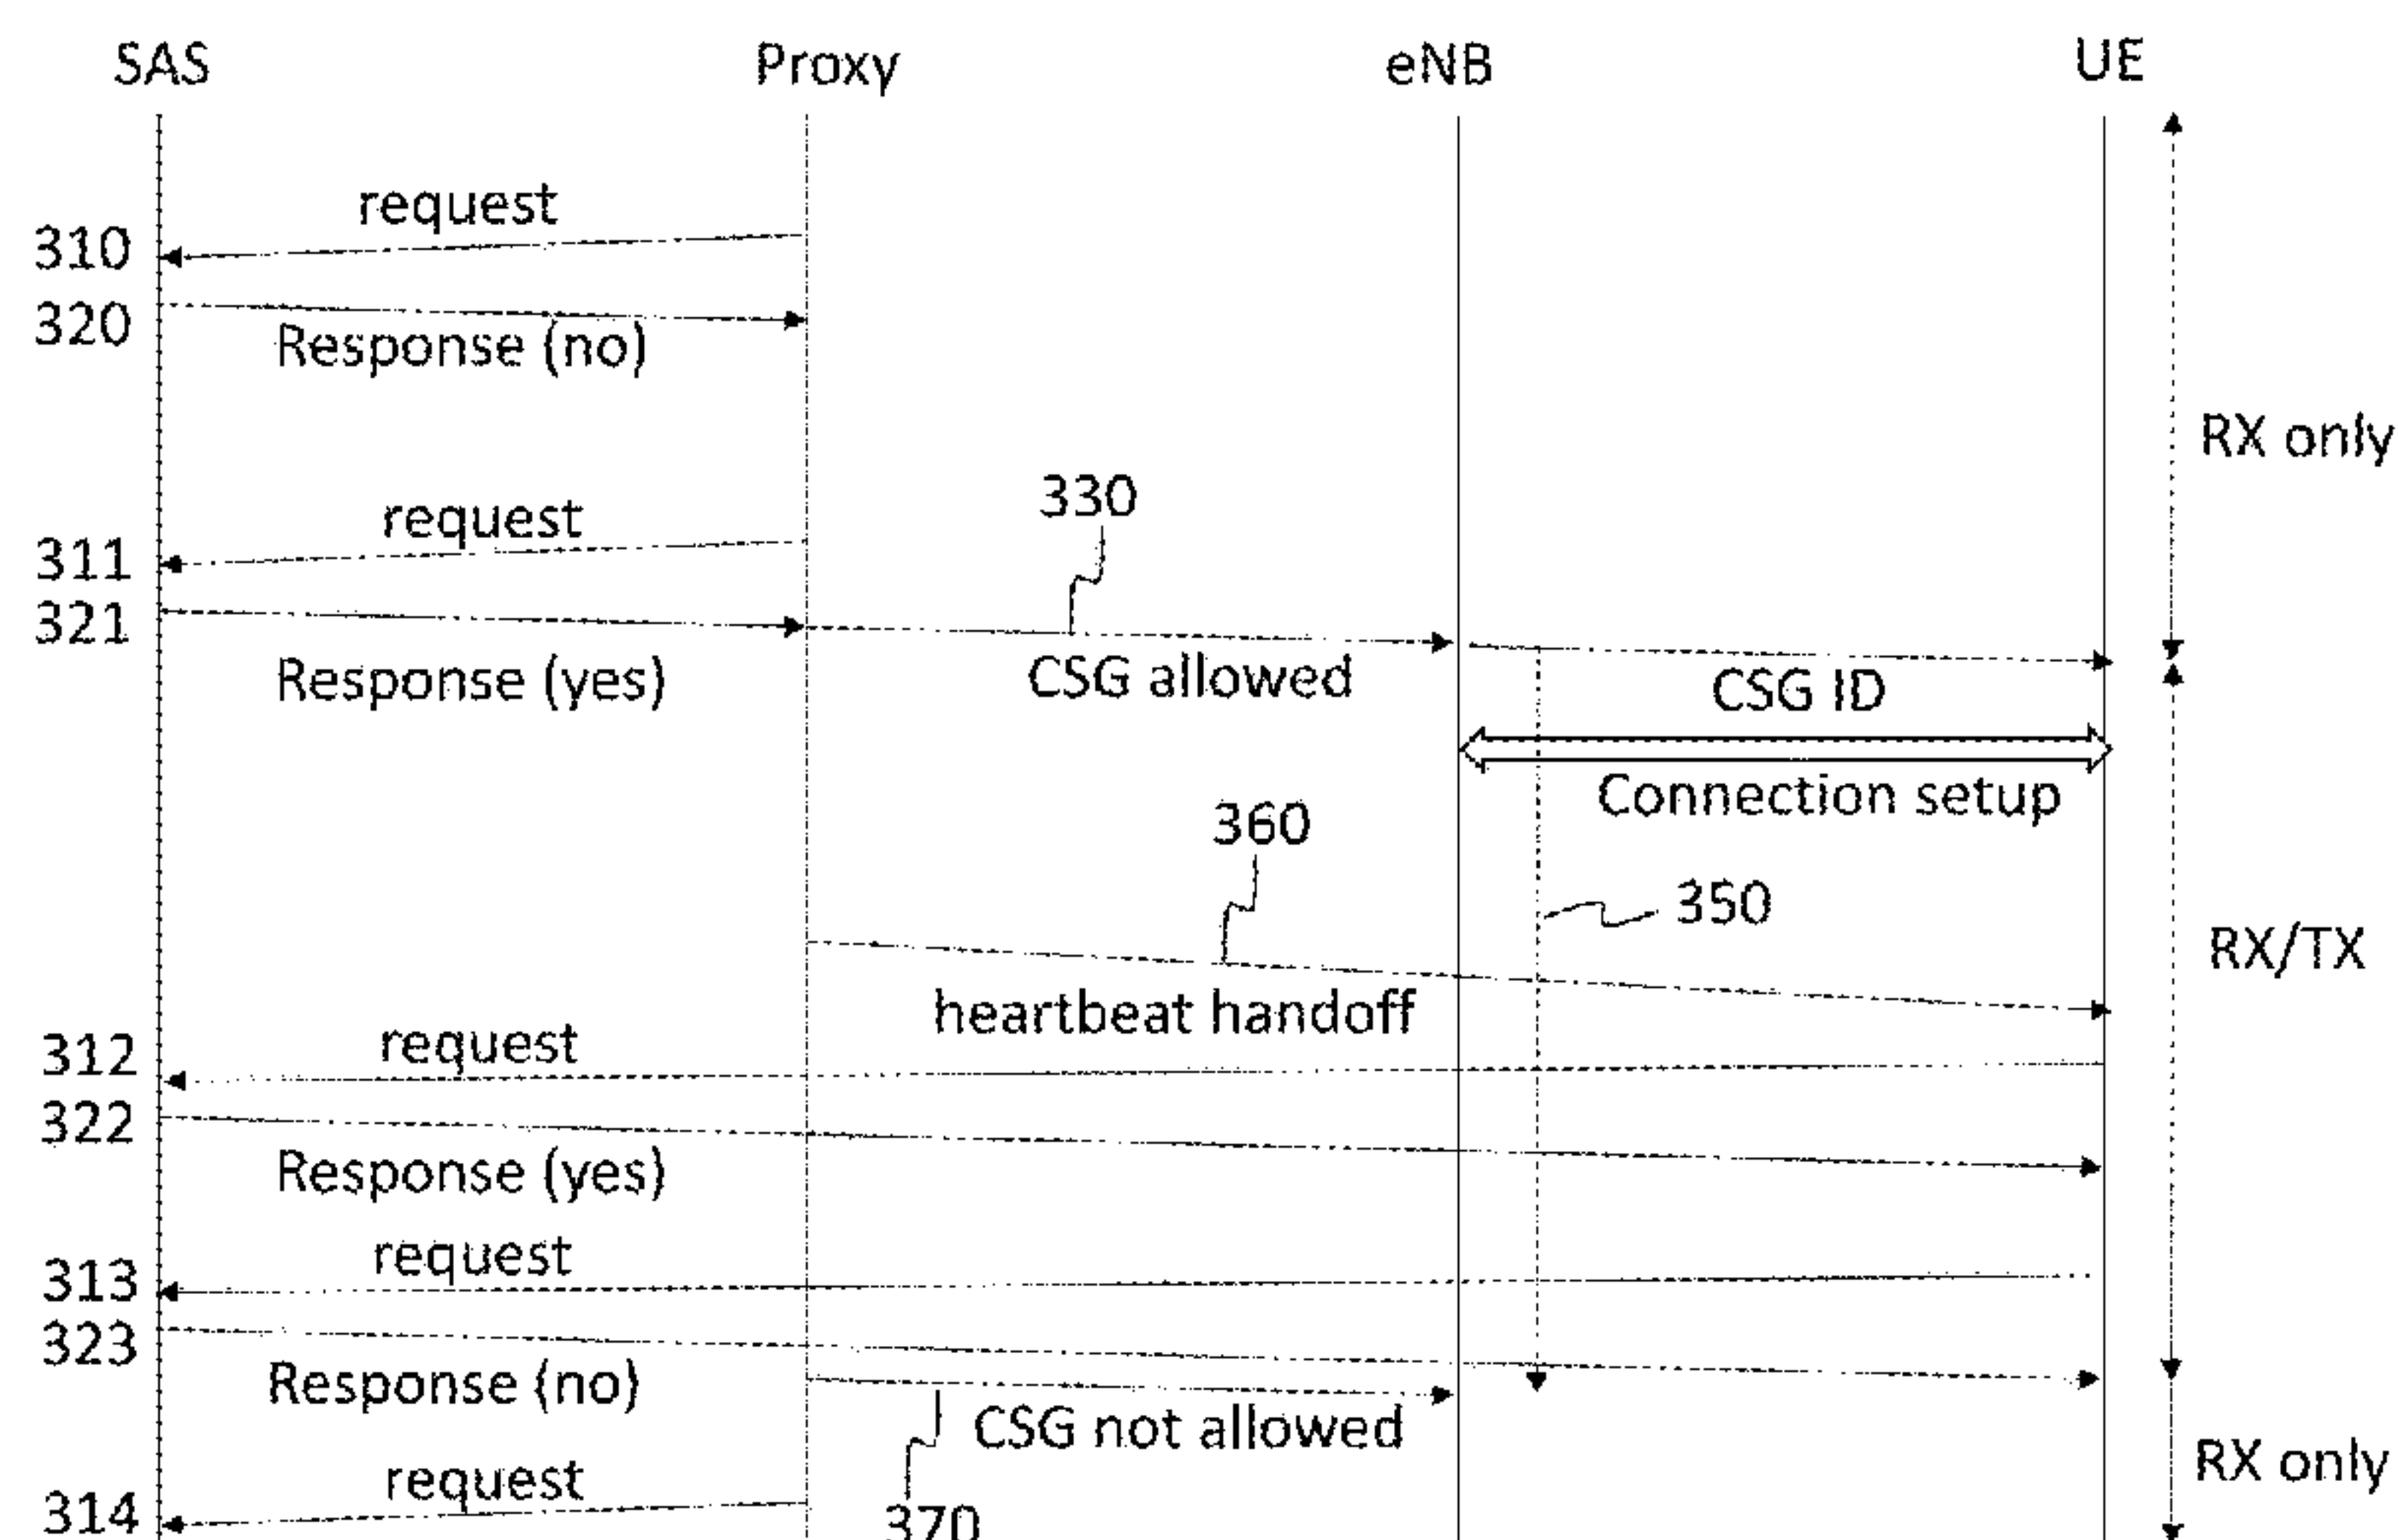 SAS Proxy eNB UE
request
310
320
Response (no)
RX only
330
request
311
321
CSG allowed
Response (yes)
CSG ID
Connection setup
360
350
RX/TX
heartbeat handoff
request
312
322
Response (yes)
request
313
323
Response (no)
CSG not allowed
RX only
request
314
370